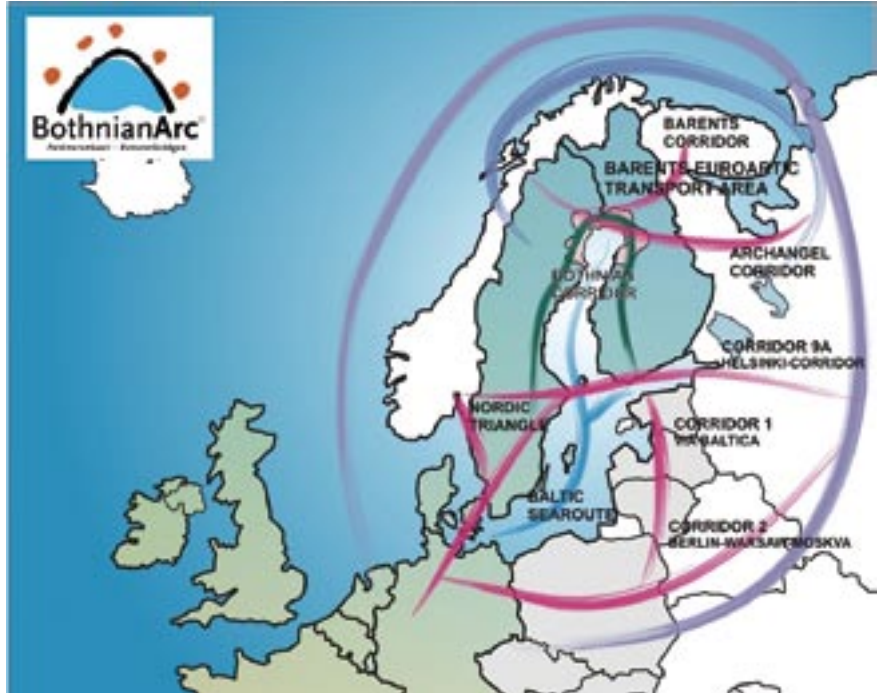 BothnianArc
BARENTS
CORRIDOR
BARENTS-EUROARTIC
TRANSPORT AREA
ARCHANGEL
CORRIDOR
BOTHNIAN
CORRIDOR
CORRIDOR 9A
HELSINKI-CORRIDOR
NORDIC
TRIANGLE
CORRIDOR 1
VIA BALTICA
BALTIC
SEAROUTE
CORRIDOR 2
BERLIN-WARSAW-MOSKVA